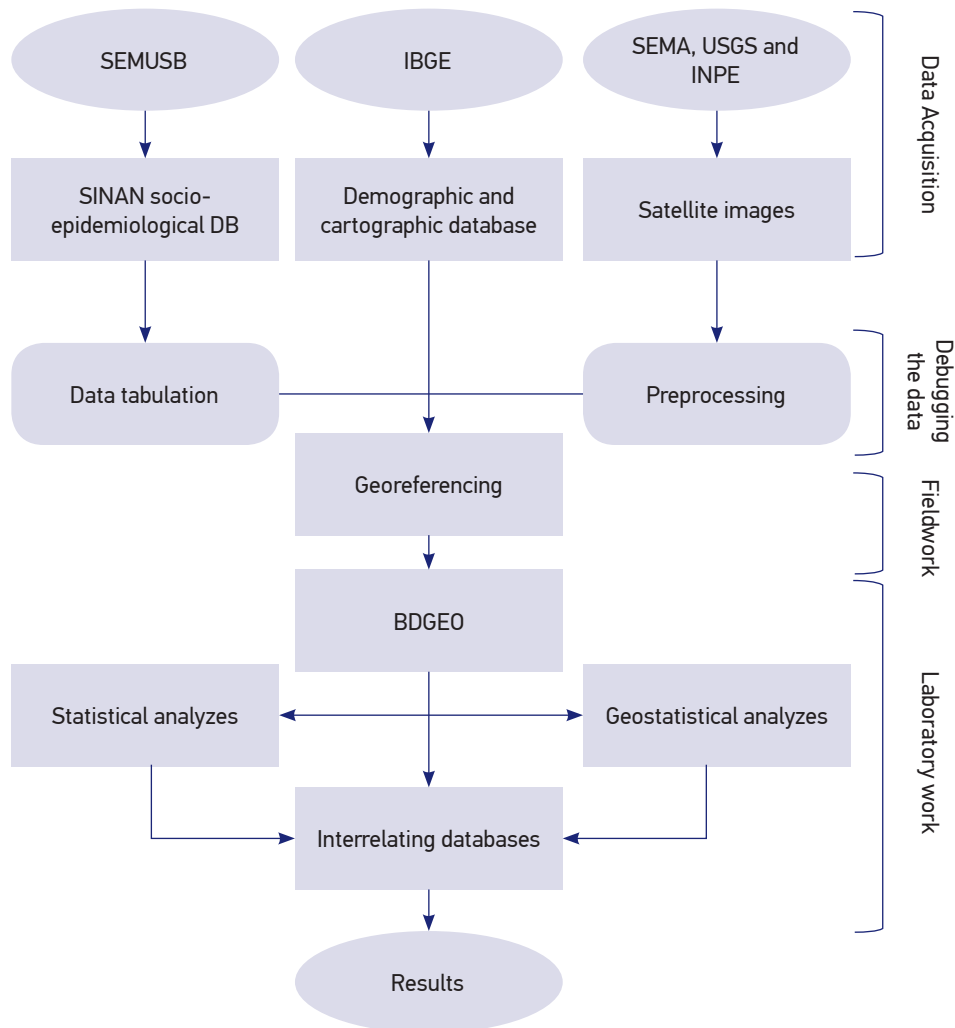 SEMUSB
IBGE
SEMA, USGS and
INPE
Data Acquisition
SINAN socio-
epidemiological DB
Demographic and
cartographic database
Satellite images
Data tabulation
Preprocessing
Debugging
the data
Georeferencing
Fieldwork
BDGEO
Statistical analyzes
Geostatistical analyzes
Laboratory work
Interrelating databases
Results